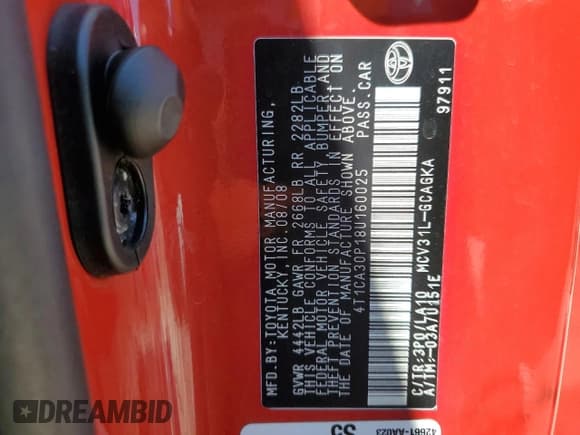 MFD.BY:TOYOTA MOTOR MANUFACTURING,
KENTUCKY,INC.08/08
GVWR 4442LB GAWR FR 2668LB RR 2282LB
THIS VEHICLE CONFORMS TO ALL APPLICABLE
FEDERAL MOTOR VEHICLE SAFETY, BUMPER, AND
THEFT PREVENTION STANDARDS IN EFFECT ON
THE DATE OF MANUFACTURE SHOWN ABOVE.
4T1CA30P18U160025 PASS.CAR
C/TR:3P0/LA10 MCV31L-GCAGKA
A/TM:-03A/U151E
97911
42661-AA023
DREAMBID